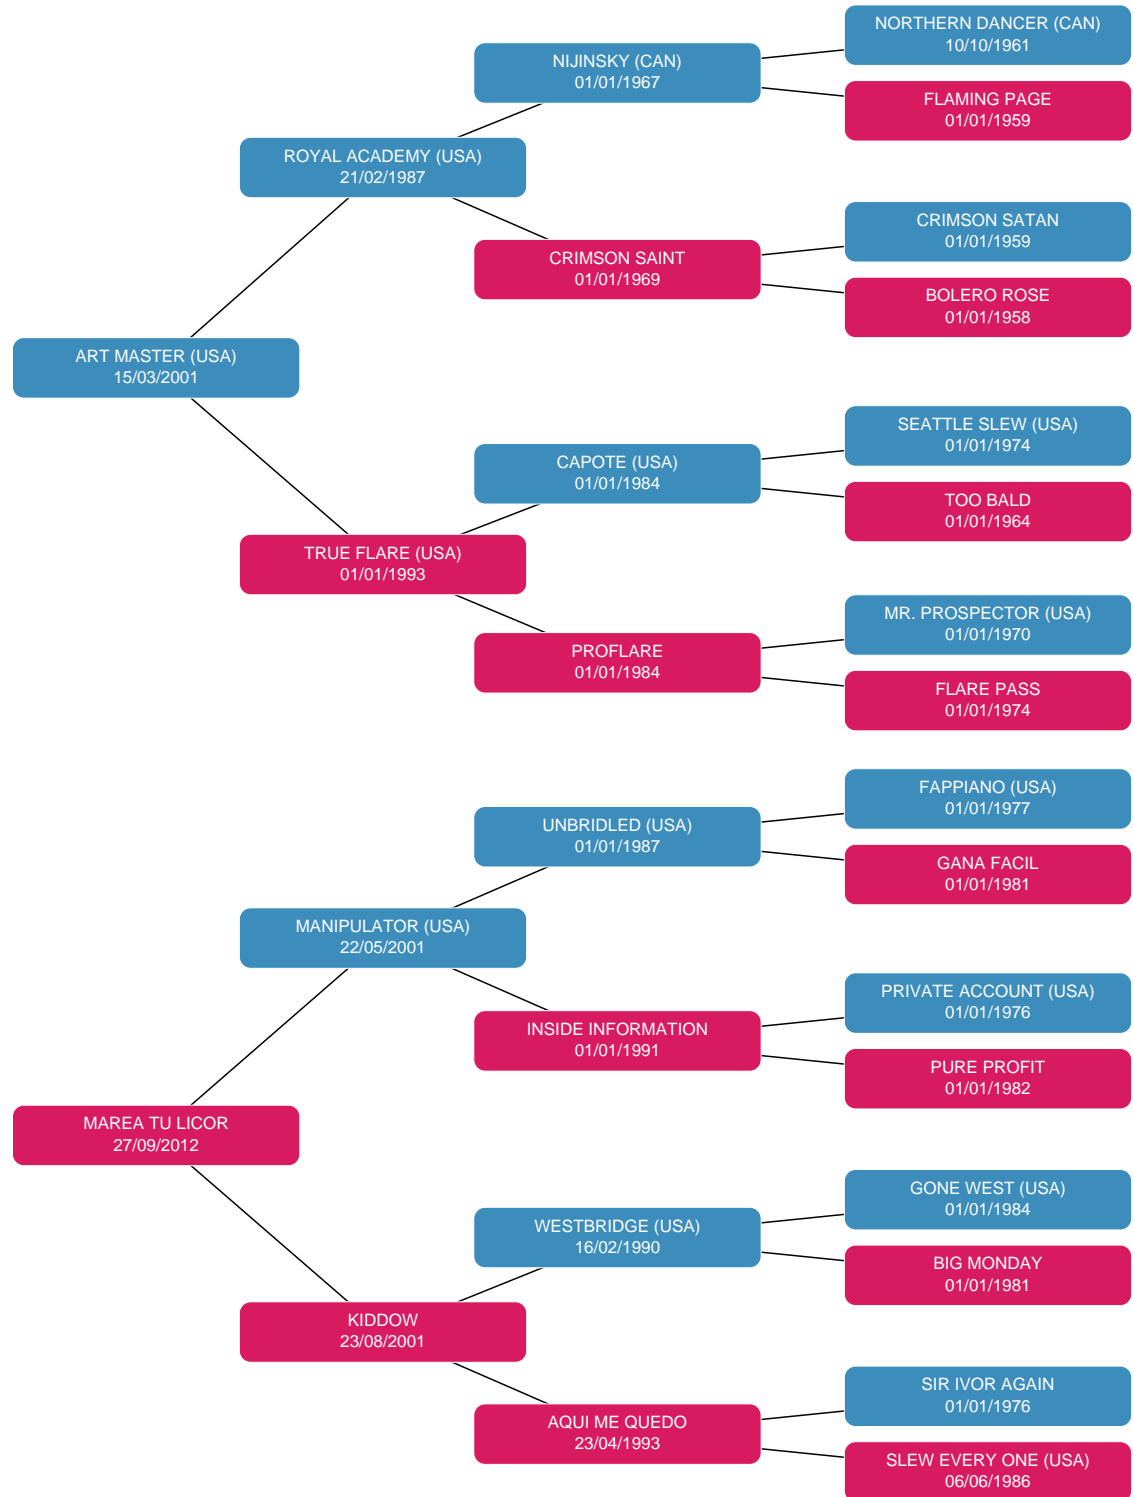 NORTHERN DANCER (CAN)
10/10/1961
NIJINSKY (CAN)
01/01/1967
FLAMING PAGE
01/01/1959
ROYAL ACADEMY (USA)
21/02/1987
CRIMSON SATAN
01/01/1959
CRIMSON SAINT
01/01/1969
BOLERO ROSE
01/01/1958
ART MASTER (USA)
15/03/2001
SEATTLE SLEW (USA)
01/01/1974
CAPOTE (USA)
01/01/1984
TOO BALD
01/01/1964
TRUE FLARE (USA)
01/01/1993
MR. PROSPECTOR (USA)
01/01/1970
PROFLARE
01/01/1984
FLARE PASS
01/01/1974
FAPPIANO (USA)
01/01/1977
UNBRIDLED (USA)
01/01/1987
GANA FACIL
01/01/1981
MANIPULATOR (USA)
22/05/2001
PRIVATE ACCOUNT (USA)
01/01/1976
INSIDE INFORMATION
01/01/1991
PURE PROFIT
01/01/1982
MAREA TU LICOR
27/09/2012
GONE WEST (USA)
01/01/1984
WESTBRIDGE (USA)
16/02/1990
BIG MONDAY
01/01/1981
KIDDOW
23/08/2001
SIR IVOR AGAIN
01/01/1976
AQUI ME QUEDO
23/04/1993
SLEW EVERY ONE (USA)
06/06/1986